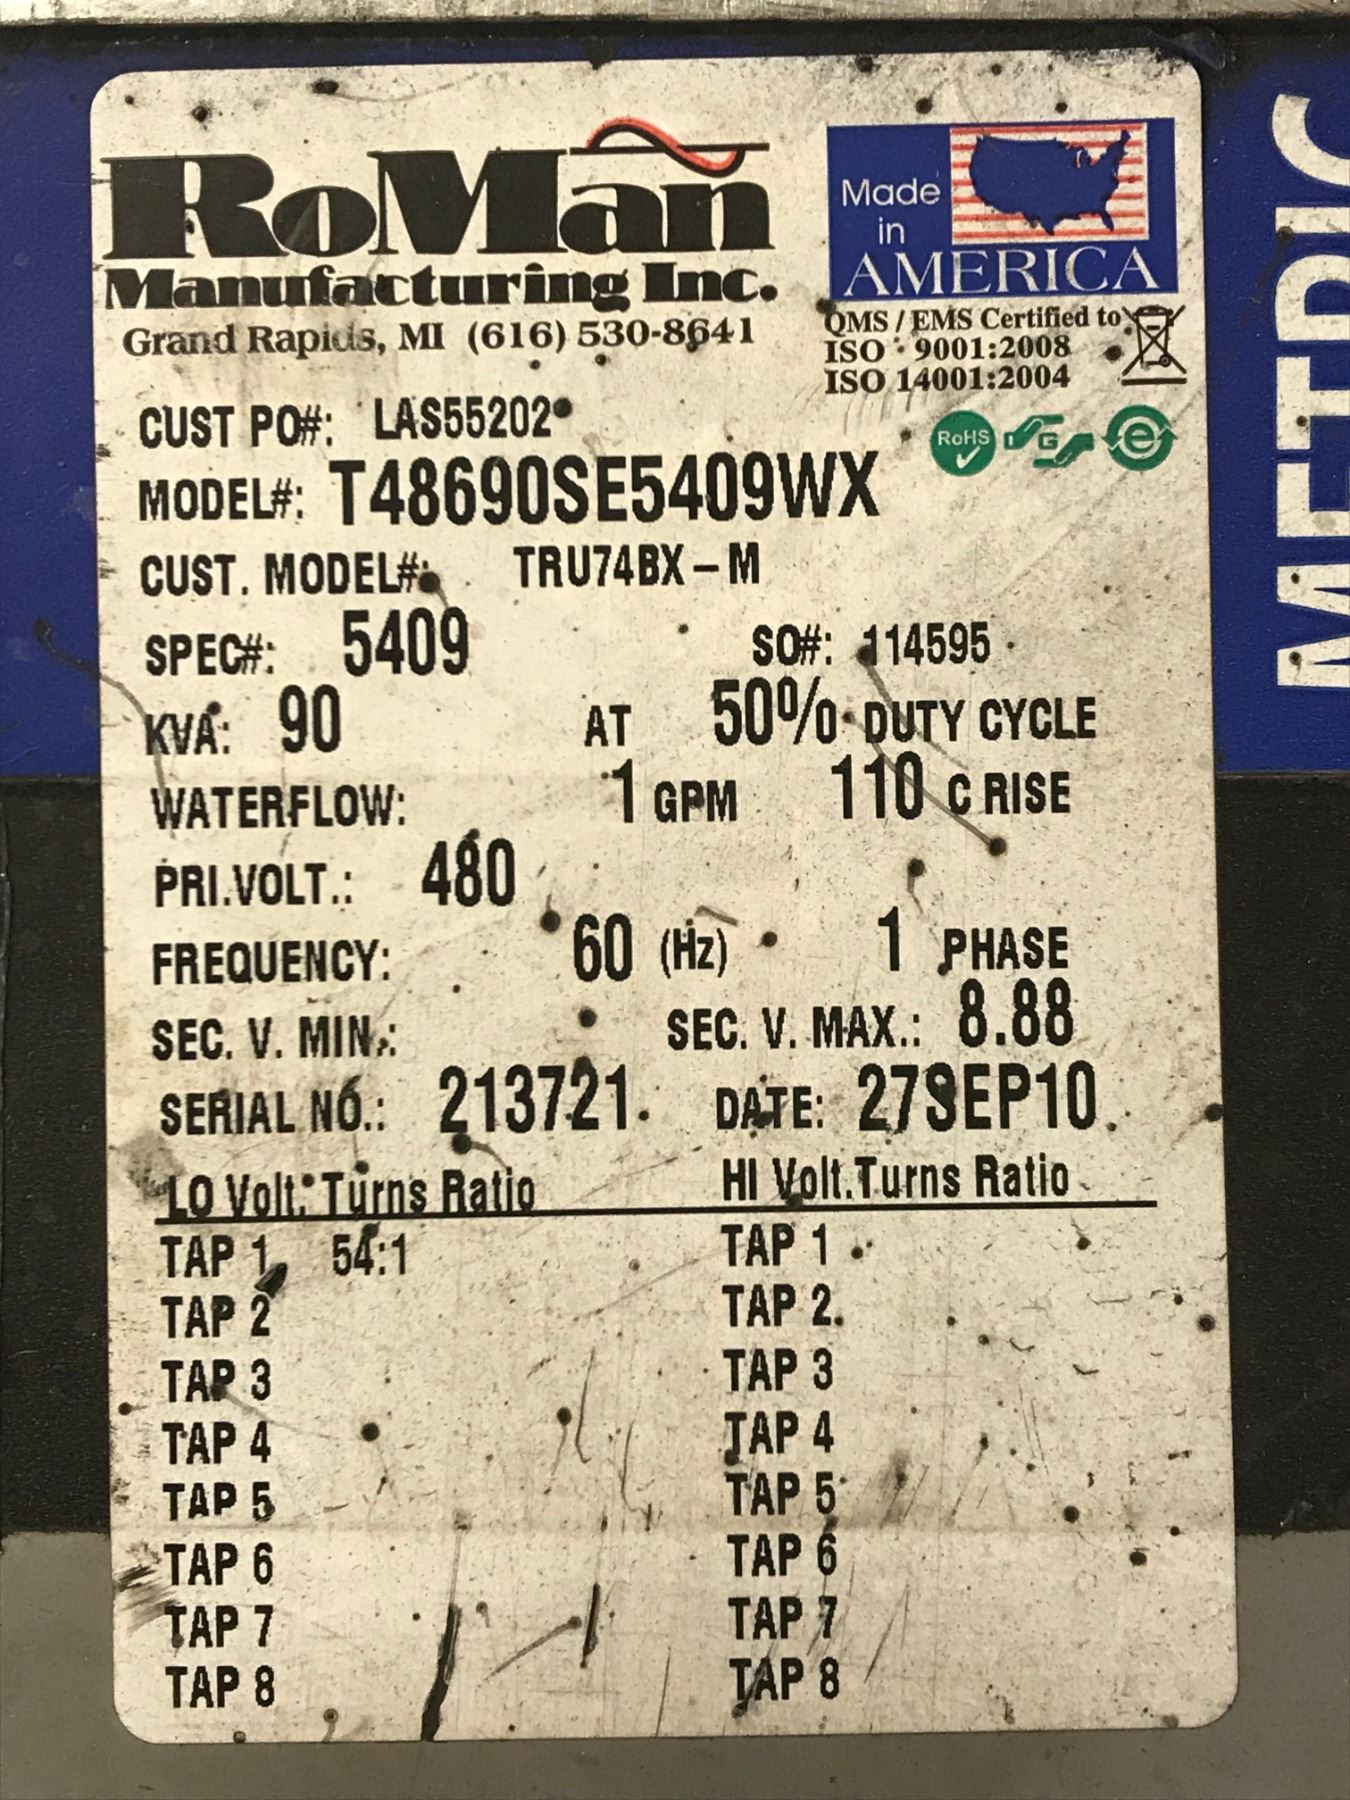 RoMan
Manufacturing Inc.
Grand Rapids, MI (616) 530-8641
Made
in
AMERICA
QMS / EMS Certified to
ISO 9001:2008
ISO 14001:2004
RoHS
e
CUST PO#: LAS55202
MODEL#: T48690SE5409WX
CUST. MODEL#: TRU74BX-M
SPEC#: 5409 SO#: 114595
KVA: 90 AT 50% DUTY CYCLE
WATERFLOW: 1 GPM 110 C RISE
PRI.VOLT.: 480
FREQUENCY: 60 (Hz) 1 PHASE
SEC. V. MIN.: SEC. V. MAX.: 8.88
SERIAL NO.: 213721 DATE: 27SEP10
LO Volt. Turns Ratio HI Volt.Turns Ratio
TAP 1 54:1 TAP 1
TAP 2 TAP 2
TAP 3 TAP 3
TAP 4 TAP 4
TAP 5 TAP 5
TAP 6 TAP 6
TAP 7 TAP 7
TAP 8 TAP 8
METRIC